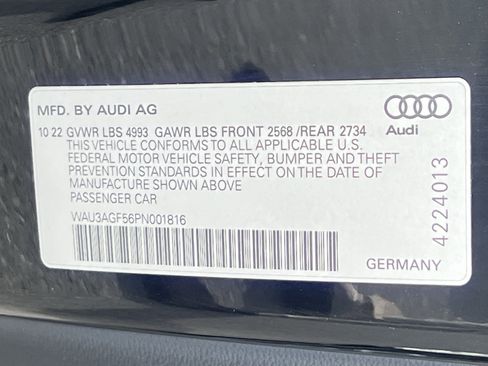 MFD. BY AUDI AG
10 22 GVWR LBS 4993 GAWR LBS FRONT 2568 /REAR 2734
THIS VEHICLE CONFORMS TO ALL APPLICABLE U.S.
FEDERAL MOTOR VEHICLE SAFETY, BUMPER AND THEFT
PREVENTION STANDARDS IN EFFECT ON THE DATE OF
MANUFACTURE SHOWN ABOVE
PASSENGER CAR
WAU3AGF56PN001816
Audi
4224013
GERMANY